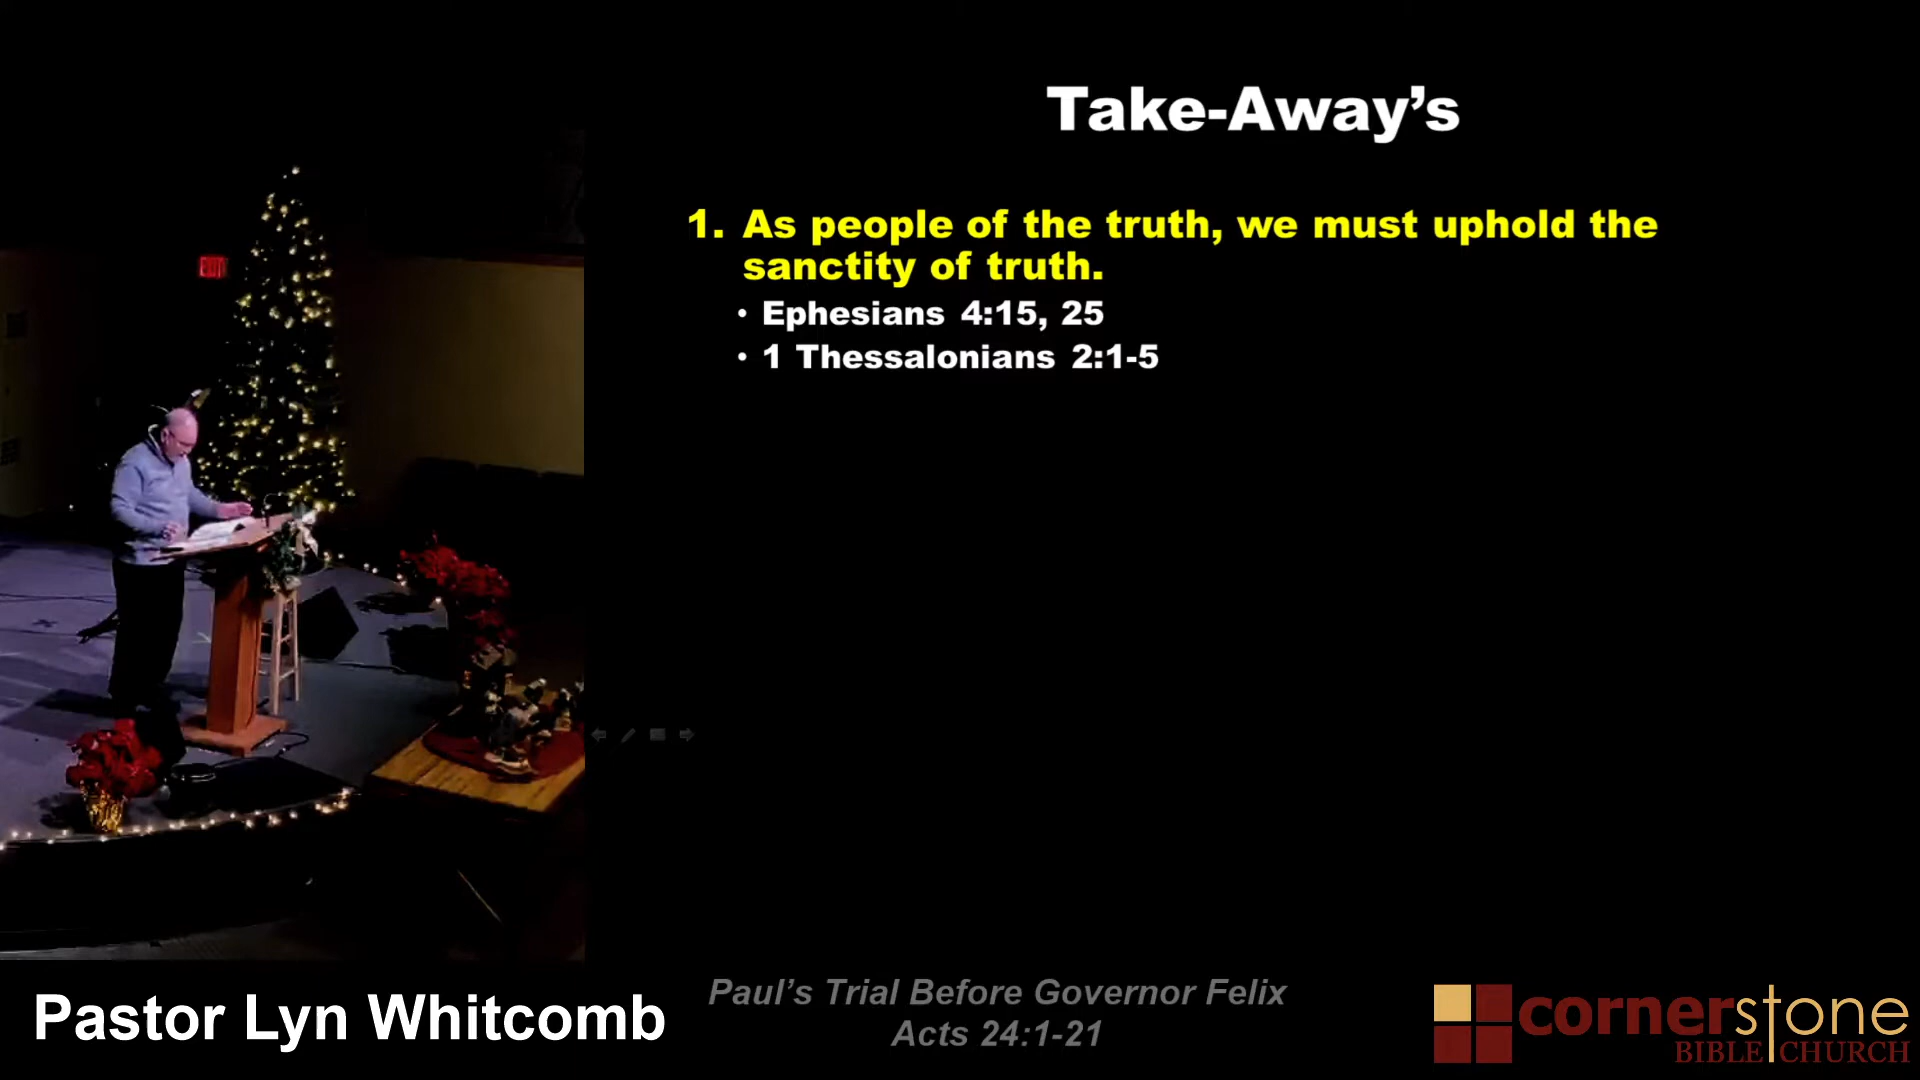 Take-Away’s
1. As people of the truth, we must uphold the
sanctity of truth.
• Ephesians 4:15, 25
• 1 Thessalonians 2:1-5
EXIT
Pastor Lyn Whitcomb
Paul’s Trial Before Governor Felix
Acts 24:1-21
cornerstone
BIBLE CHURCH